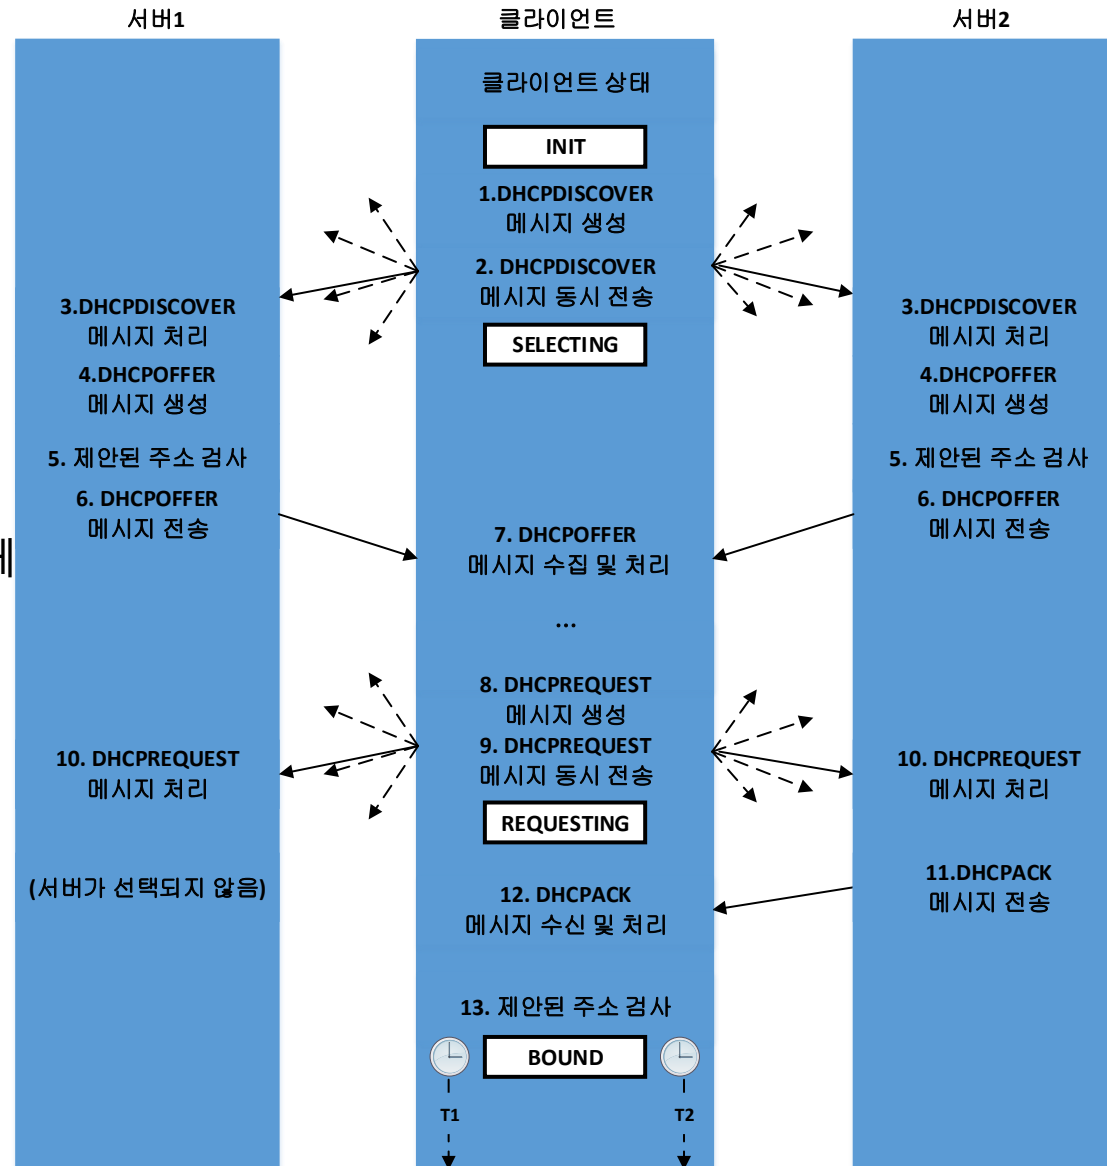 서버1
클라이언트
서버2
클라이언트 상태
INIT
1.DHCPDISCOVER
메시지 생성
2. DHCPDISCOVER
메시지 동시 전송
3.DHCPDISCOVER
메시지 처리
3.DHCPDISCOVER
메시지 처리
SELECTING
4.DHCPOFFER
메시지 생성
4.DHCPOFFER
메시지 생성
5. 제안된 주소 검사
5. 제안된 주소 검사
6. DHCPOFFER
메시지 전송
6. DHCPOFFER
메시지 전송
7. DHCPOFFER
메시지 수집 및 처리
...
8. DHCPREQUEST
메시지 생성
9. DHCPREQUEST
메시지 동시 전송
10. DHCPREQUEST
메시지 처리
10. DHCPREQUEST
메시지 처리
REQUESTING
(서버가 선택되지 않음)
11.DHCPACK
메시지 전송
12. DHCPACK
메시지 수신 및 처리
13. 제안된 주소 검사
BOUND
T1
T2